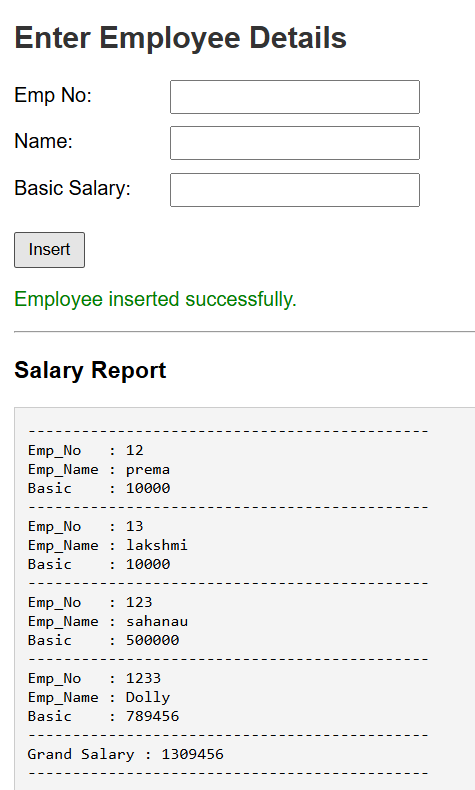 Enter Employee Details
Emp No:
Name:
Basic Salary:
Insert
Employee inserted successfully.
Salary Report
---------------------------------------------
Emp_No   : 12
Emp_Name : prema
Basic    : 10000
---------------------------------------------
Emp_No   : 13
Emp_Name : lakshmi
Basic    : 10000
---------------------------------------------
Emp_No   : 123
Emp_Name : sahanau
Basic    : 500000
---------------------------------------------
Emp_No   : 1233
Emp_Name : Dolly
Basic    : 789456
---------------------------------------------
Grand Salary : 1309456
---------------------------------------------